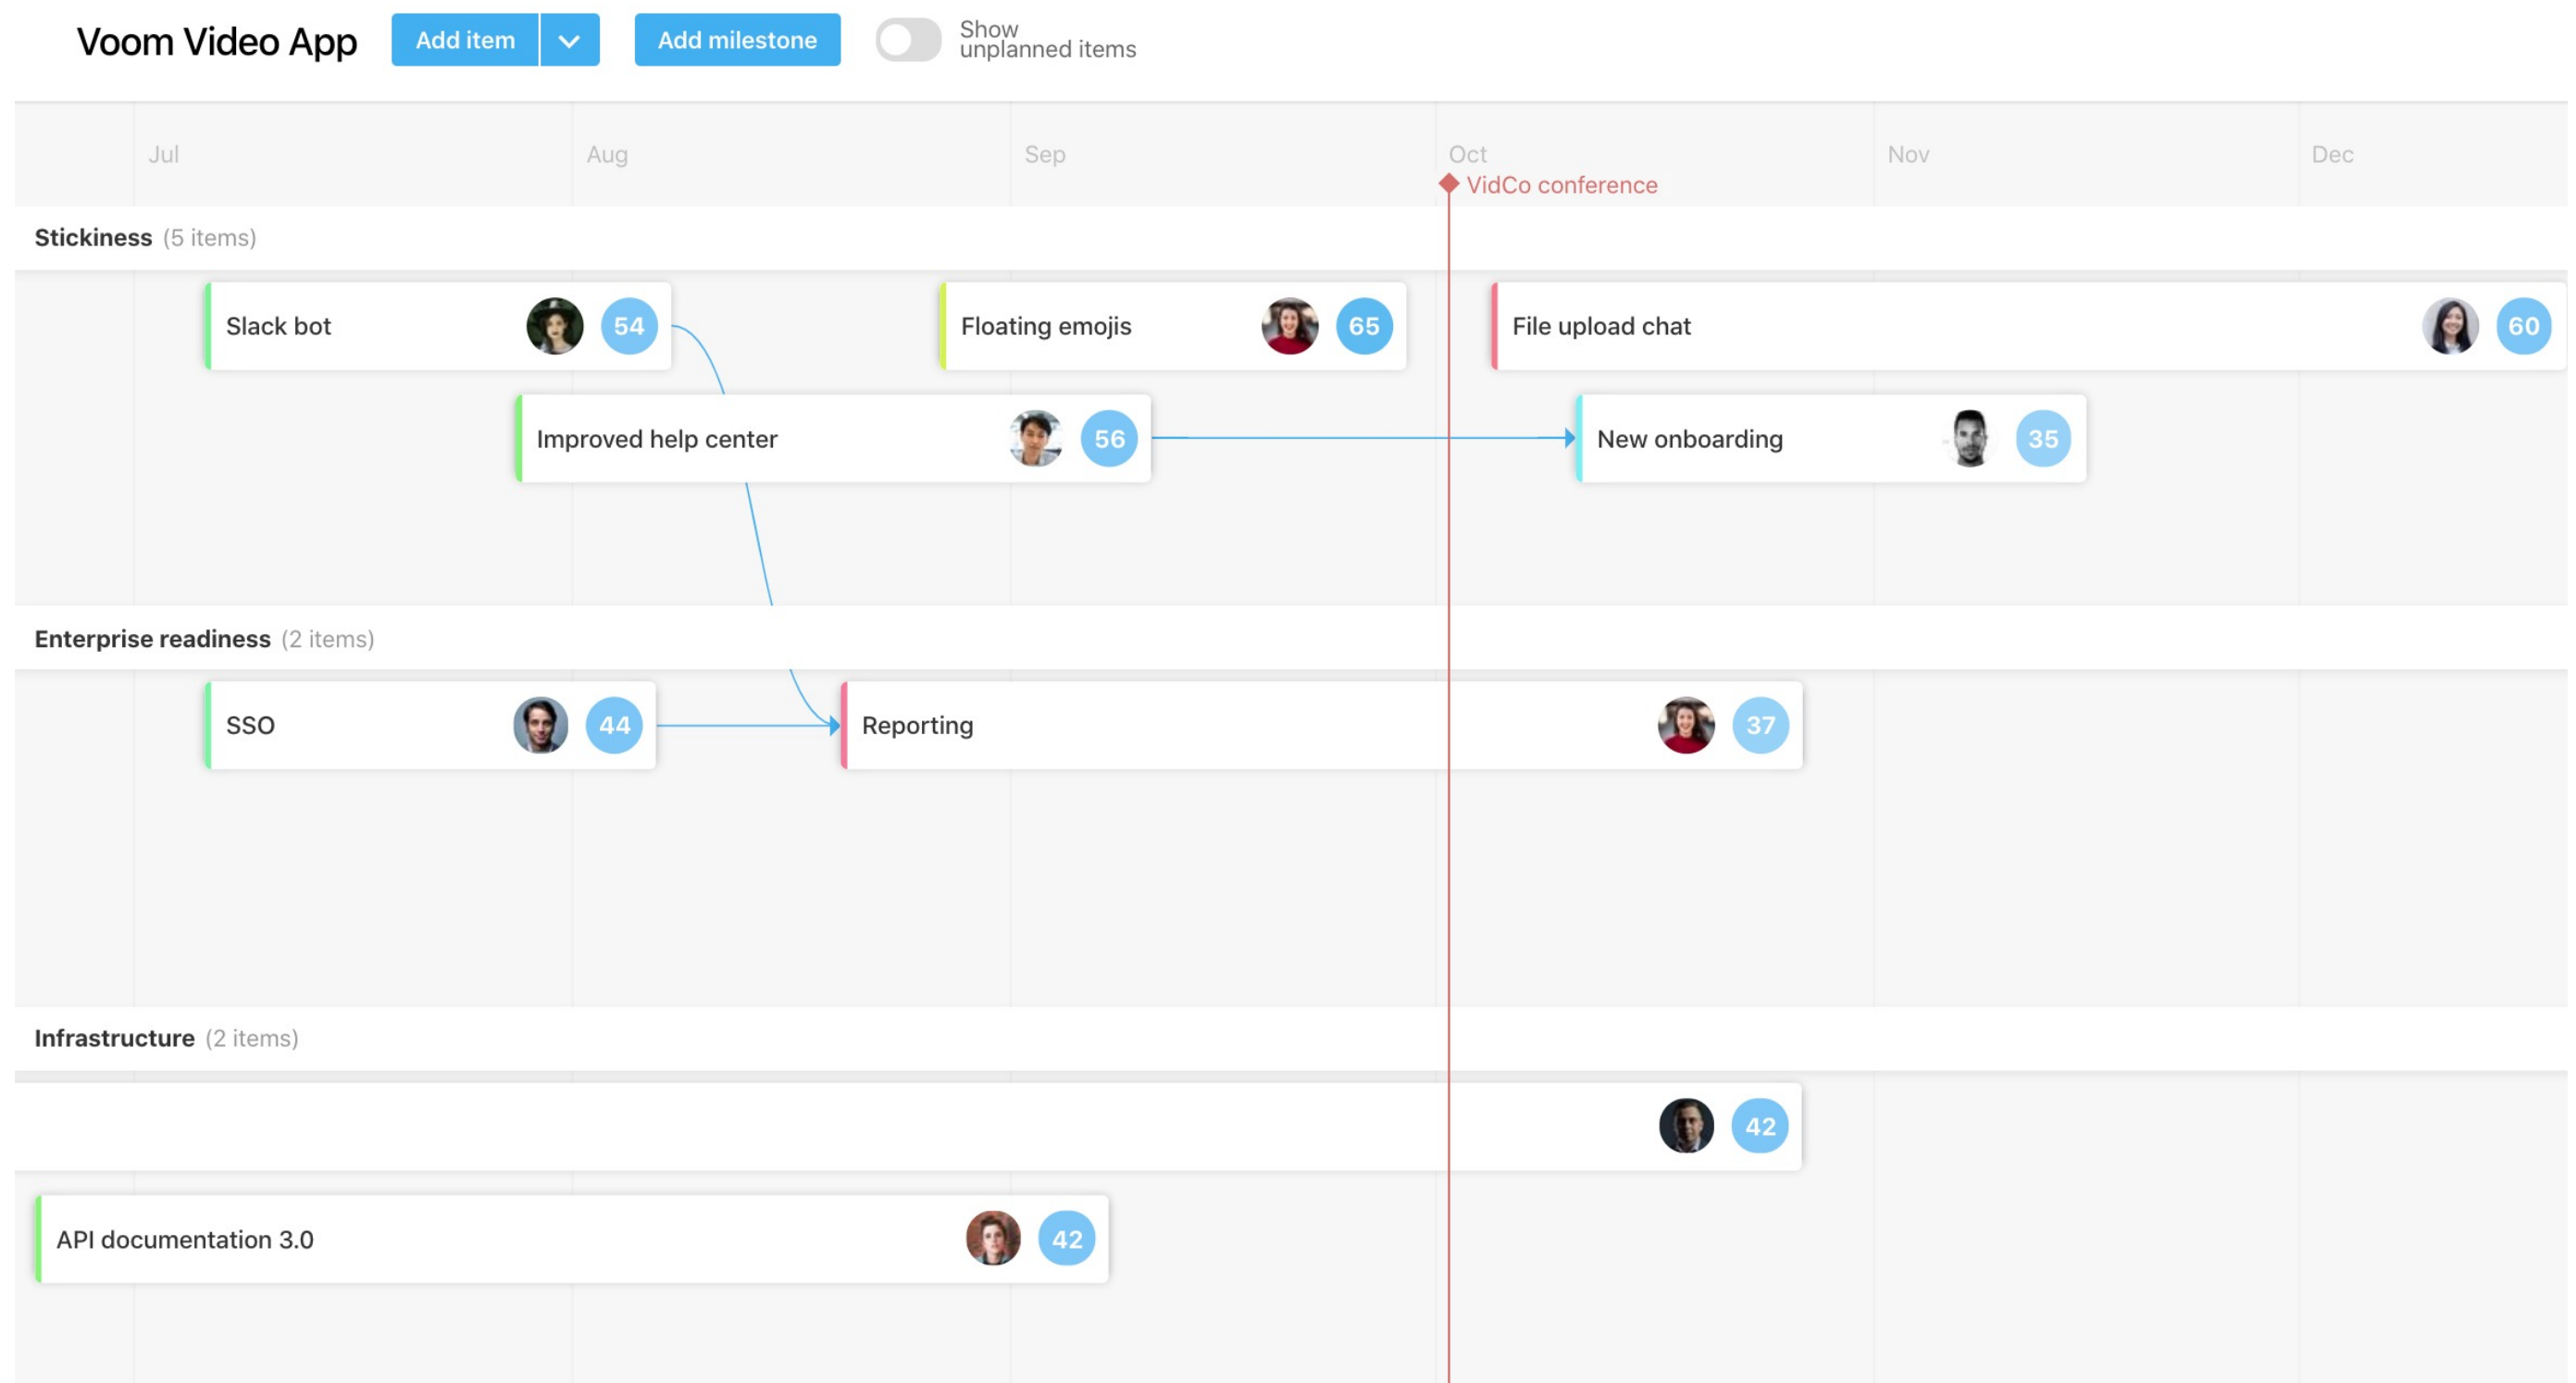 Voom Video App
Add item
Add milestone
Show
unplanned items
Jul
Aug
Sep
Oct
Nov
Dec
VidCo conference
Stickiness (5 items)
Slack bot
54
Floating emojis
65
File upload chat
60
Improved help center
56
New onboarding
35
Enterprise readiness (2 items)
SSO
44
Reporting
37
Infrastructure (2 items)
42
API documentation 3.0
42